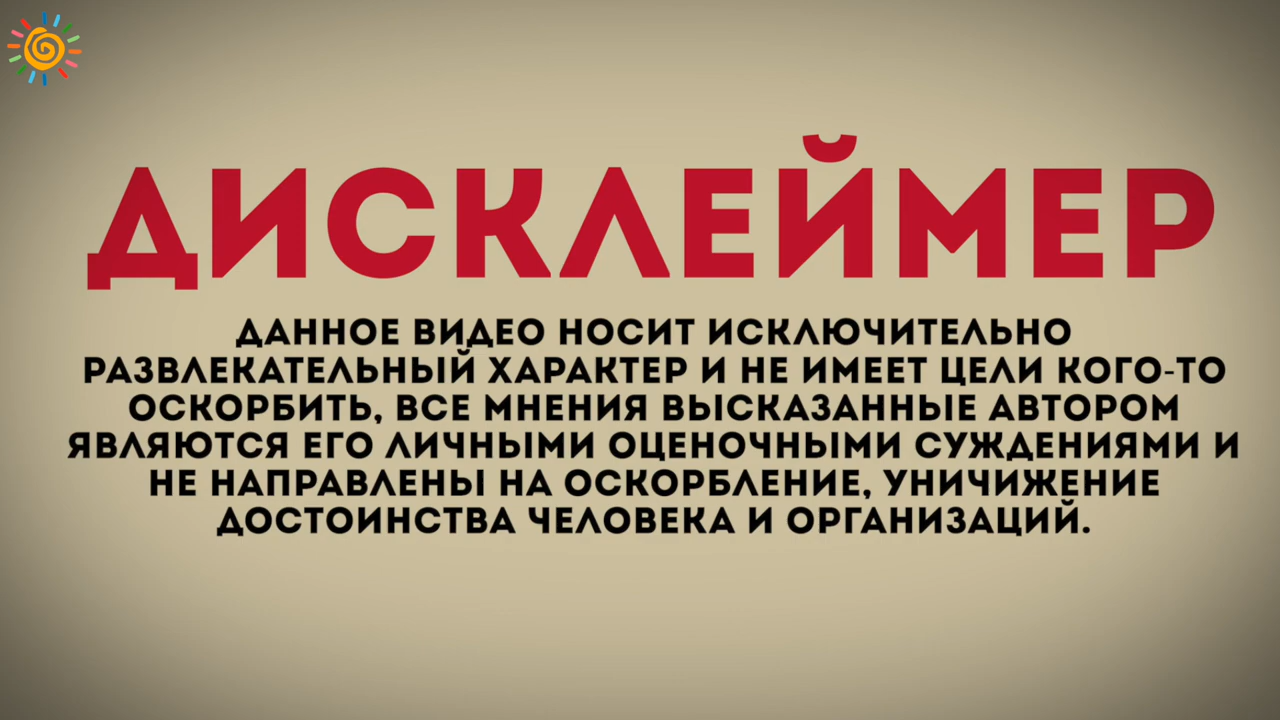 ДИСКЛЕЙМЕР
ДАННОЕ ВИДЕО НОСИТ ИСКЛЮЧИТЕЛЬНО
РАЗВЛЕКАТЕЛЬНЫЙ ХАРАКТЕР И НЕ ИМЕЕТ ЦЕЛИ КОГО-ТО
ОСКОРБИТЬ, ВСЕ МНЕНИЯ ВЫСКАЗАННЫЕ АВТОРОМ
ЯВЛЯЮТСЯ ЕГО ЛИЧНЫМИ ОЦЕНОЧНЫМИ СУЖДЕНИЯМИ И
НЕ НАПРАВЛЕНЫ НА ОСКОРБЛЕНИЕ, УНИЧИЖЕНИЕ
ДОСТОИНСТВА ЧЕЛОВЕКА И ОРГАНИЗАЦИЙ.